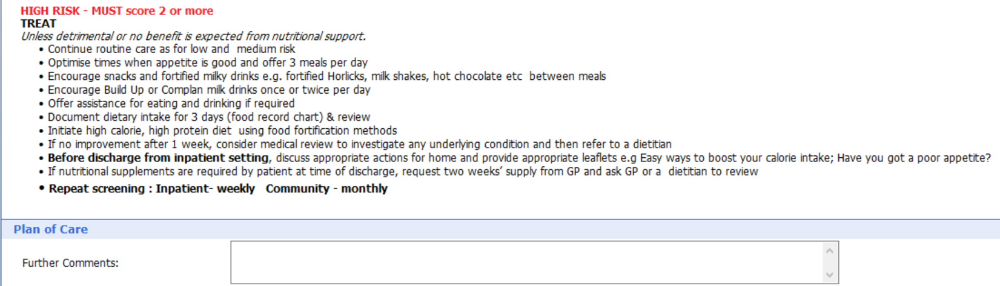 HIGH RISK - MUST score 2 or more
TREAT
Unless detrimental or no benefit is expected from nutritional support.
• Continue routine care as for low and  medium risk
• Optimise times when appetite is good and offer 3 meals per day
• Encourage snacks and fortified milky drinks e.g. fortified Horlicks, milk shakes, hot chocolate etc  between meals
• Encourage Build Up or Complan milk drinks once or twice per day
• Offer assistance for eating and drinking if required
• Document dietary intake for 3 days (food record chart) & review
• Initiate high calorie, high protein diet  using food fortification methods
• If no improvement after 1 week, consider medical review to investigate any underlying condition and then refer to a dietitian
• Before discharge from inpatient setting, discuss appropriate actions for home and provide appropriate leaflets e.g Easy ways to boost your calorie intake; Have you got a poor appetite?
• If nutritional supplements are required by patient at time of discharge, request two weeks’ supply from GP and ask GP or a  dietitian to review
• Repeat screening : Inpatient- weekly   Community - monthly
Plan of Care
Further Comments: